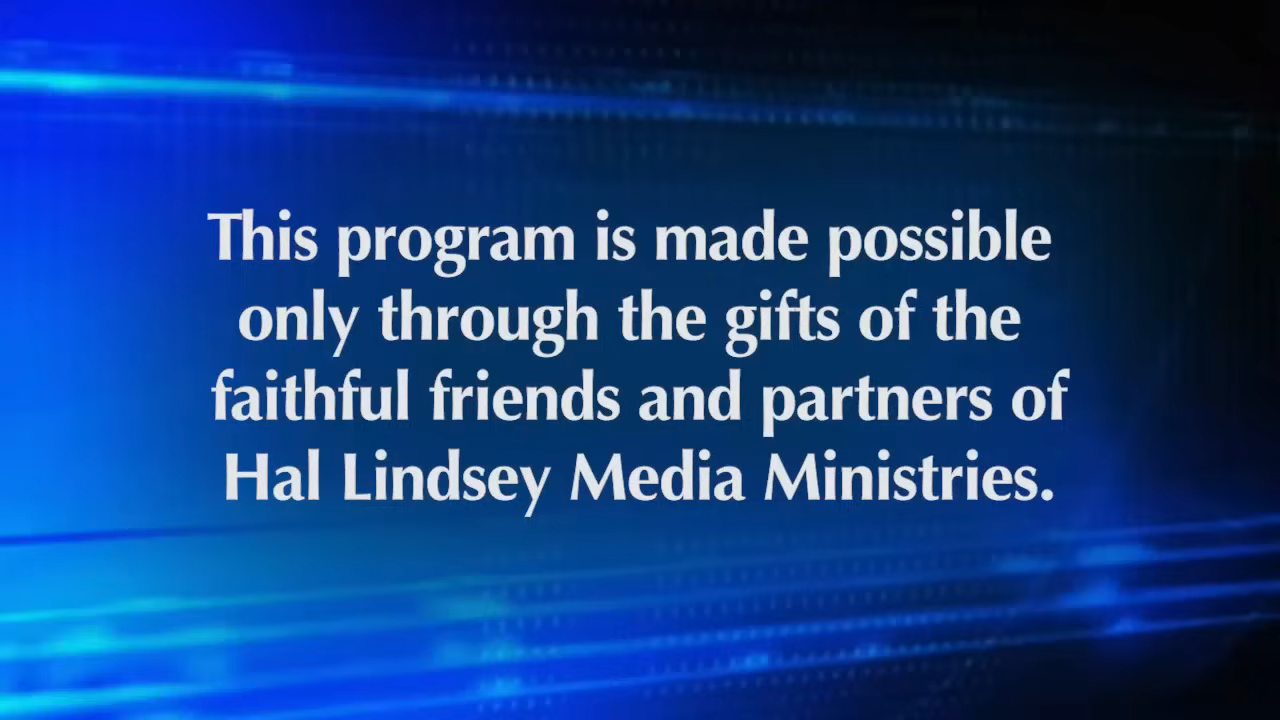 This program is made possible
only through the gifts of the
faithful friends and partners of
Hal Lindsey Media Ministries.